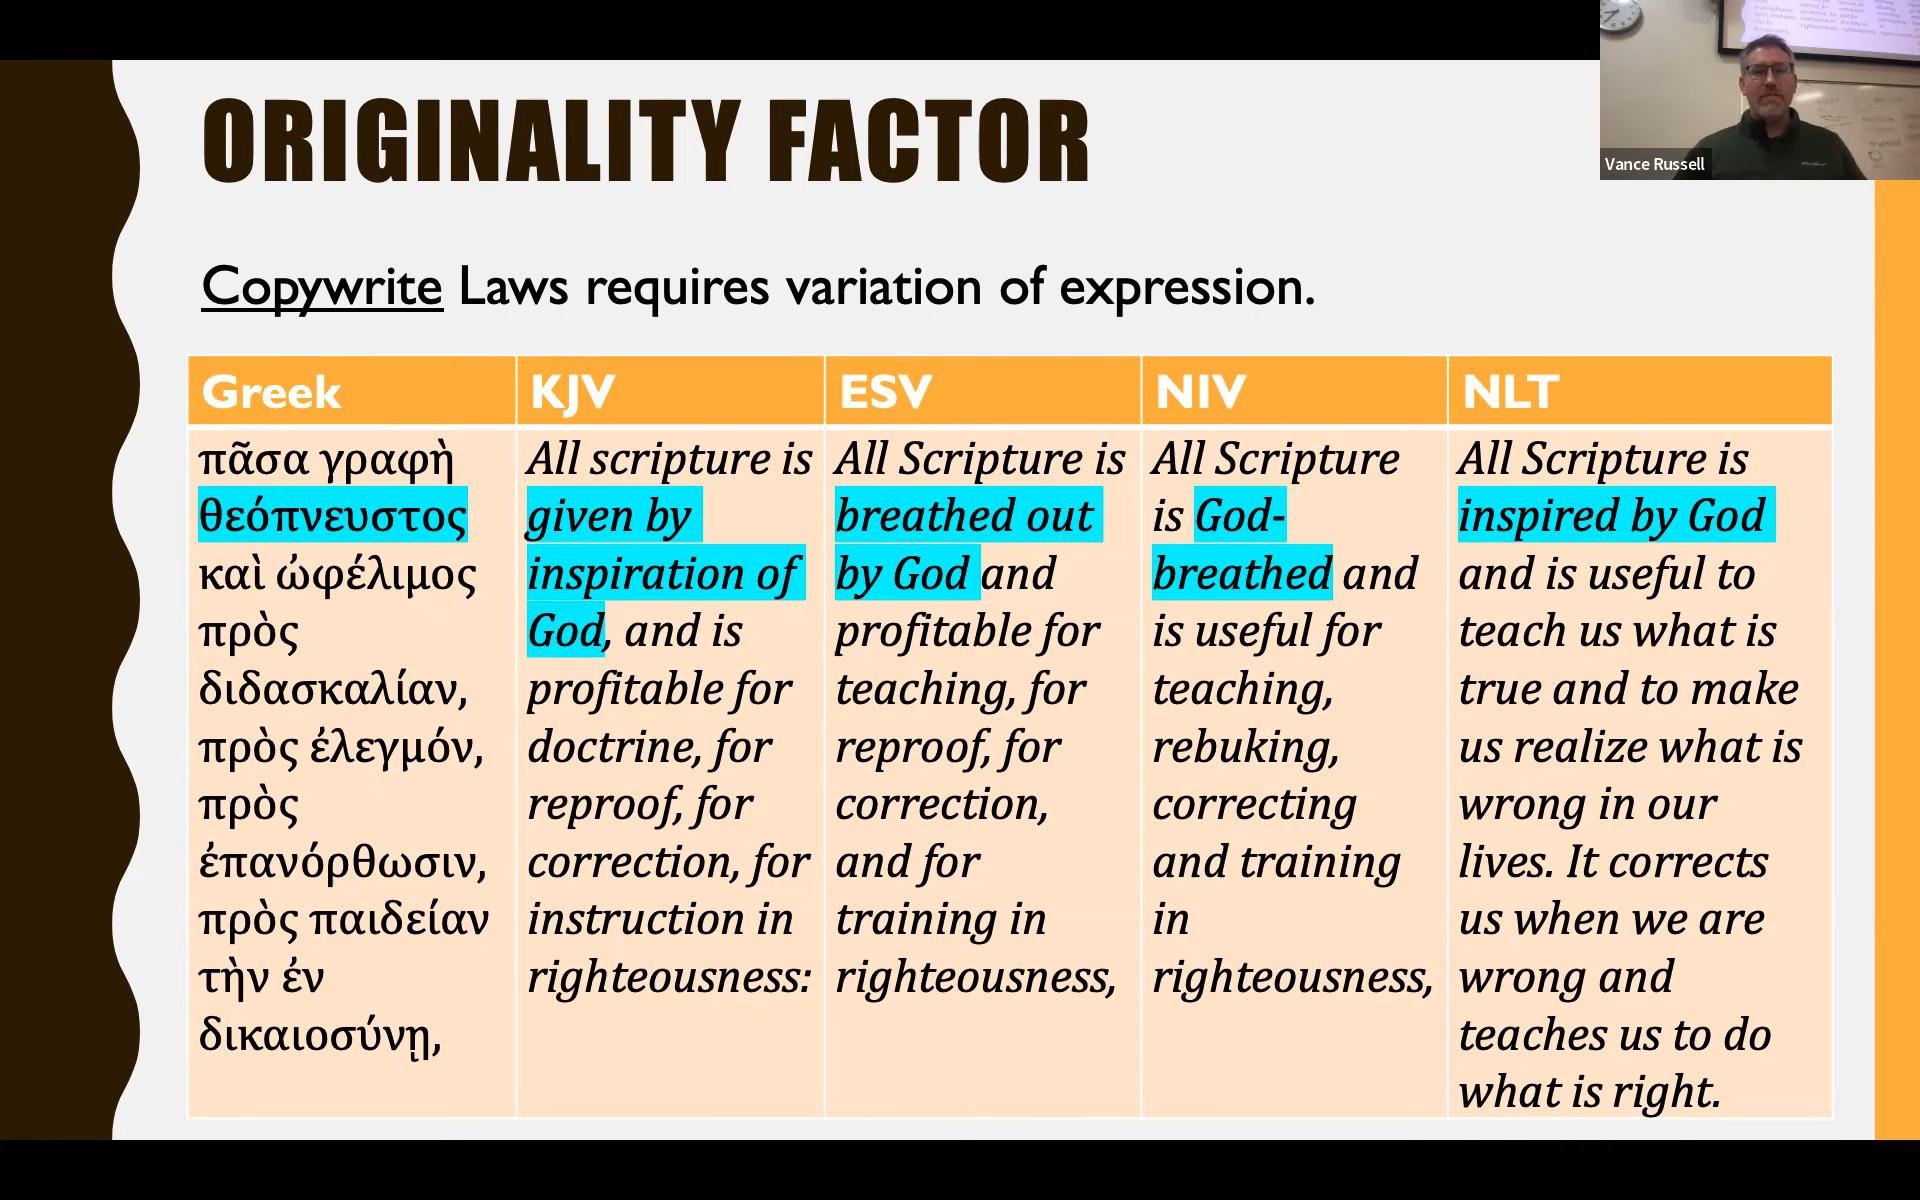 ORIGINALITY FACTOR
Vance Russell
Copywrite Laws requires variation of expression.
Greek
πᾶσα γραφὴ
θεόπνευστος
καὶ ὠφέλιμος
πρὸς
διδασκαλίαν,
πρὸς ἐλεγμόν,
πρὸς
ἐπανόρθωσιν,
πρὸς παιδείαν
τὴν ἐν
δικαιοσύνῃ,
KJV
All scripture is
given by
inspiration of
God, and is
profitable for
doctrine, for
reproof, for
correction, for
instruction in
righteousness:
ESV
All Scripture is
breathed out
by God and
profitable for
teaching, for
reproof, for
correction,
and for
training in
righteousness,
NIV
All Scripture
is God-
breathed and
is useful for
teaching,
rebuking,
correcting
and training
in
righteousness,
NLT
All Scripture is
inspired by God
and is useful to
teach us what is
true and to make
us realize what is
wrong in our
lives. It corrects
us when we are
wrong and
teaches us to do
what is right.